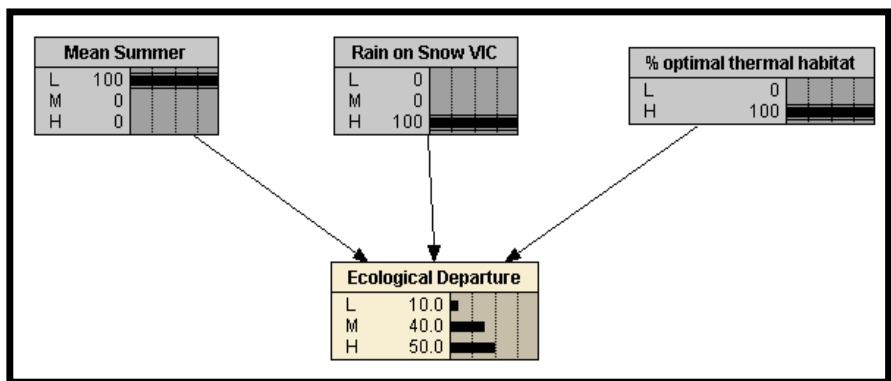 Mean Summer
L 100
M 0
H 0
Rain on Snow VIC
L 0
M 0
H 100
% optimal thermal habitat
L 0
H 100
Ecological Departure
L 10.0
M 40.0
H 50.0